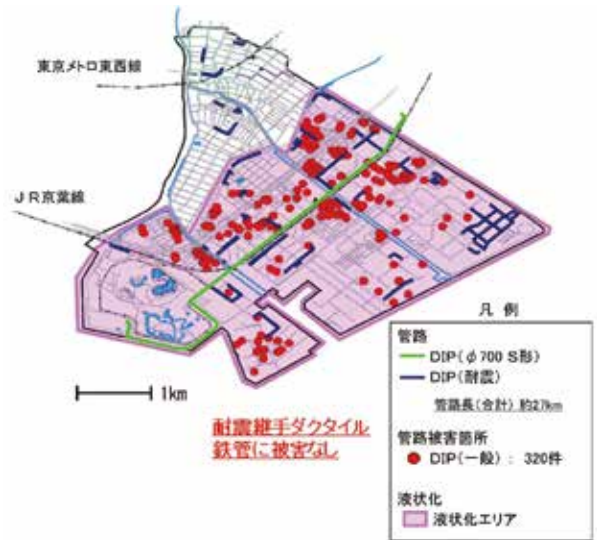 東京メトロ東西線
JR京葉線
1km
耐震継手ダクタイル
鉄管に被害なし
凡 例
管路
DIP(φ700 S形)
DIP(耐震)
管路長(合計) 約27km
管路被害箇所
DIP(一般) : 320件
液状化
液状化エリア